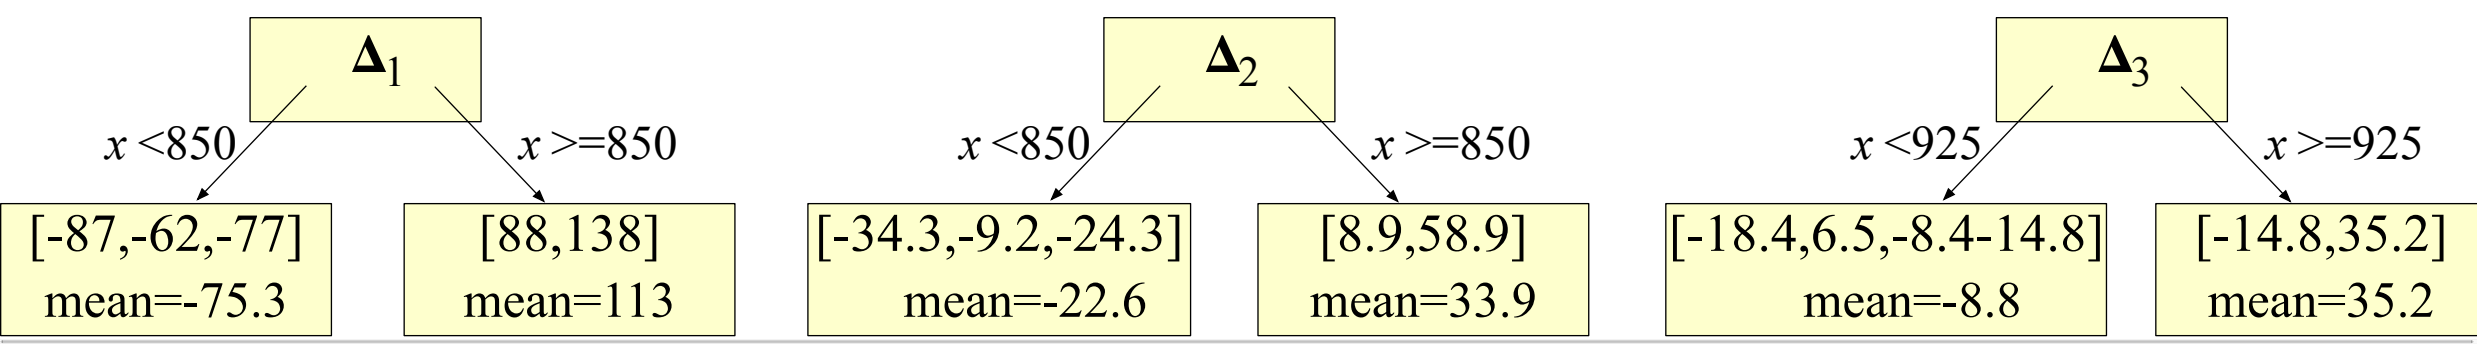 Δ1
Δ2
Δ3
x <850
x >=850
x <850
x >=850
x <925
x >=925
[-87,-62,-77]
mean=-75.3
[88,138]
mean=113
[-34.3,-9.2,-24.3]
mean=-22.6
[8.9,58.9]
mean=33.9
[-18.4,6.5,-8.4-14.8]
mean=-8.8
[-14.8,35.2]
mean=35.2